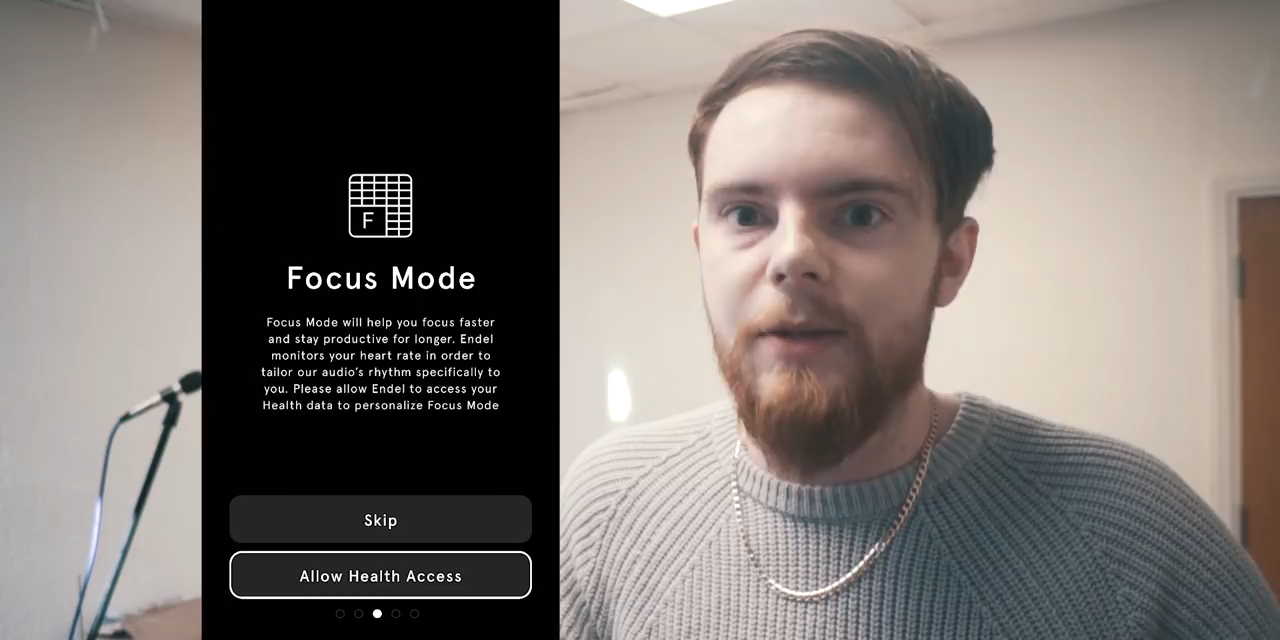 F
Focus Mode
Focus Mode will help you focus faster
and stay productive for longer. Endel
monitors your heart rate in order to
tailor our audio’s rhythm specifically to
you. Please allow Endel to access your
Health data to personalize Focus Mode
Skip
Allow Health Access